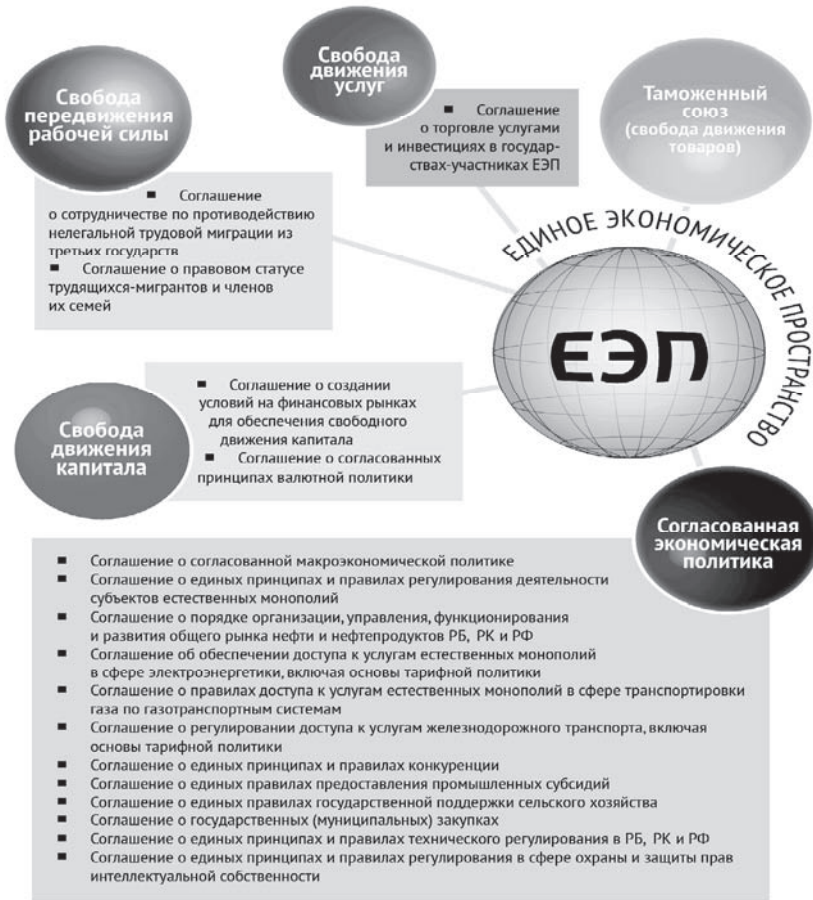 Свобода
передвижения
рабочей силы
■ Соглашение
о сотрудничестве по противодействию
нелегальной трудовой миграции из
третьих государств
■ Соглашение о правовом статусе
трудящихся-мигрантов и членов
их семей
Свобода
движения
услуг
■ Соглашение
о торговле услугами
и инвестициях в государ-
ствах-участниках ЕЭП
Таможенный
союз
(свобода движения
товаров)
ЕДИНОЕ ЭКОНОМИЧЕСКОЕ ПРОСТРАНСТВО
ЕЭП
Свобода
движения
капитала
■ Соглашение о создании
условий на финансовых рынках
для обеспечения свободного
движения капитала
■ Соглашение о согласованных
принципах валютной политики
Согласованная
экономическая
политика
■ Соглашение о согласованной макроэкономической политике
■ Соглашение о единых принципах и правилах регулирования деятельности
субъектов естественных монополий
■ Соглашение о порядке организации, управления, функционирования
и развития общего рынка нефти и нефтепродуктов РБ, РК и РФ
■ Соглашение об обеспечении доступа к услугам естественных монополий
в сфере электроэнергетики, включая основы тарифной политики
■ Соглашение о правилах доступа к услугам естественных монополий в сфере транспортировки
газа по газотранспортным системам
■ Соглашение о регулировании доступа к услугам железнодорожного транспорта, включая
основы тарифной политики
■ Соглашение о единых принципах и правилах конкуренции
■ Соглашение о единых правилах предоставления промышленных субсидий
■ Соглашение о единых правилах государственной поддержки сельского хозяйства
■ Соглашение о государственных (муниципальных) закупках
■ Соглашение о единых принципах и правилах технического регулирования в РБ, РК и РФ
■ Соглашение о единых принципах и правилах регулирования в сфере охраны и защиты прав
интеллектуальной собственности